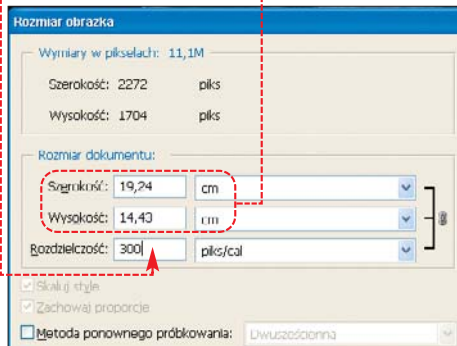 Rozmiar obrazka
Wymiary w pikselach: 11,1M
Szerokość: 2272 piks
Wysokość: 1704 piks
Rozmiar dokumentu:
Szerokość: 19,24 cm
Wysokość: 14,43 cm
Rozdzielczość: 300 piks/cal
Skaluj style
Zachowaj proporcje
Metoda ponownego próbkowania: Dwusześcienna